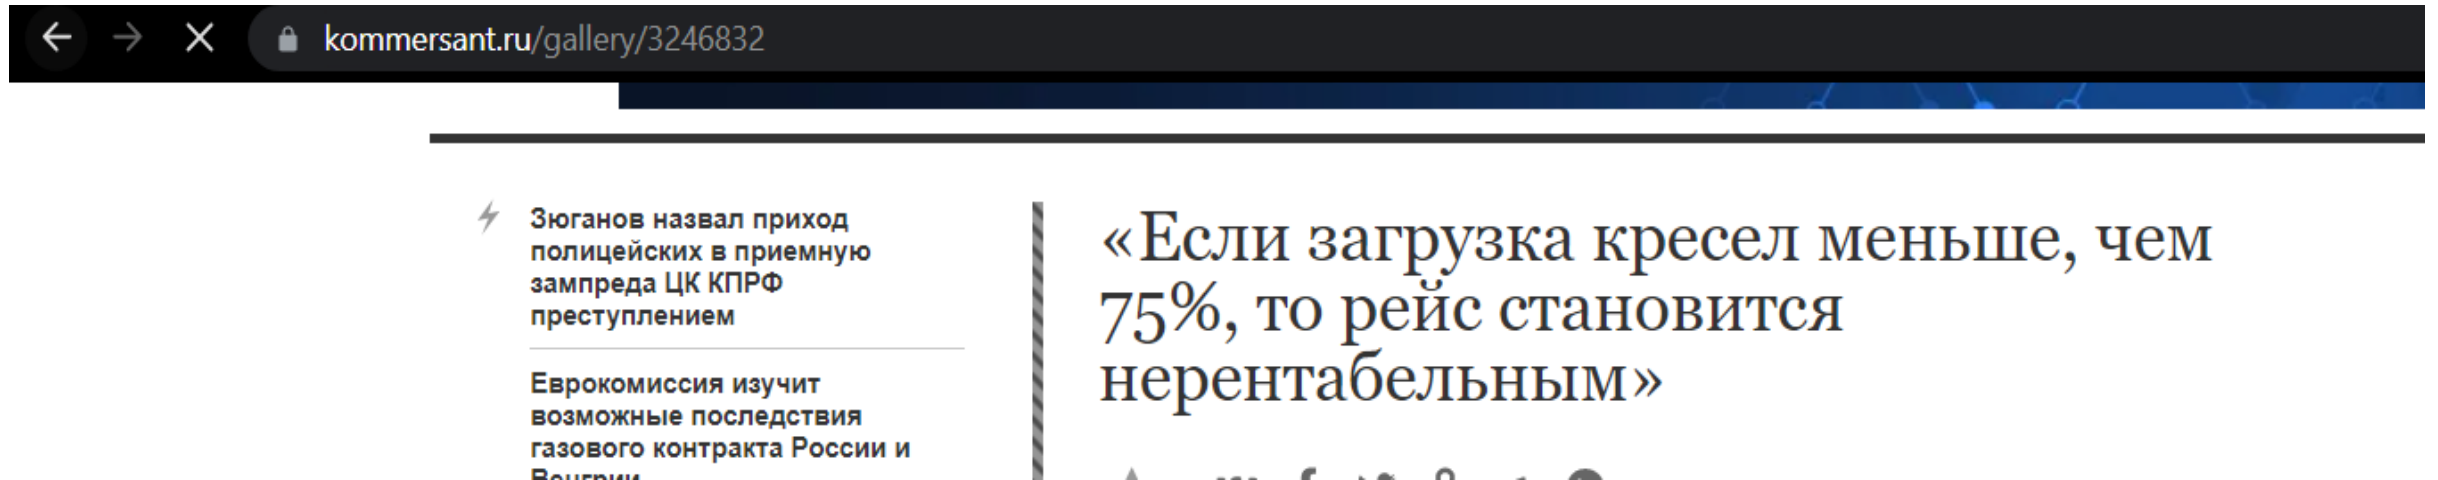 kommersant.ru/gallery/3246832
Зюганов назвал приход
полицейских в приемную
зампреда ЦК КПРФ
преступлением
Еврокомиссия изучит
возможные последствия
газового контракта России и
Венгрии
«Если загрузка кресел меньше, чем
75%, то рейс становится
нерентабельным»